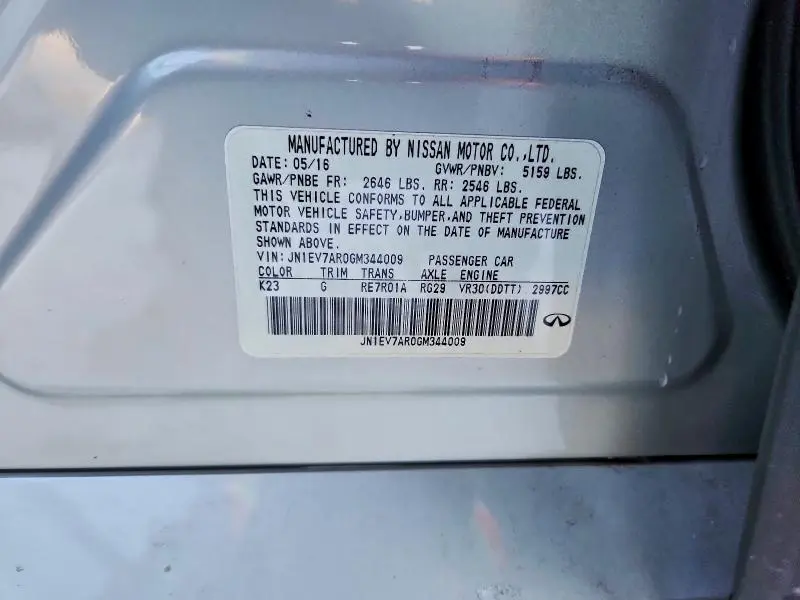 MANUFACTURED BY NISSAN MOTOR CO.,LTD.
DATE: 05/16 GVWR/PNBV: 5159 LBS.
GAWR/PNBE FR: 2646 LBS. RR: 2546 LBS.
THIS VEHICLE CONFORMS TO ALL APPLICABLE FEDERAL
MOTOR VEHICLE SAFETY,BUMPER,AND THEFT PREVENTION
STANDARDS IN EFFECT ON THE DATE OF MANUFACTURE
SHOWN ABOVE.
VIN:JN1EV7AR0GM344009 PASSENGER CAR
COLOR TRIM TRANS AXLE ENGINE
K23 G RE7R01A RG29 VR30(DDTT) 2997CC
JN1EV7AR0GM344009